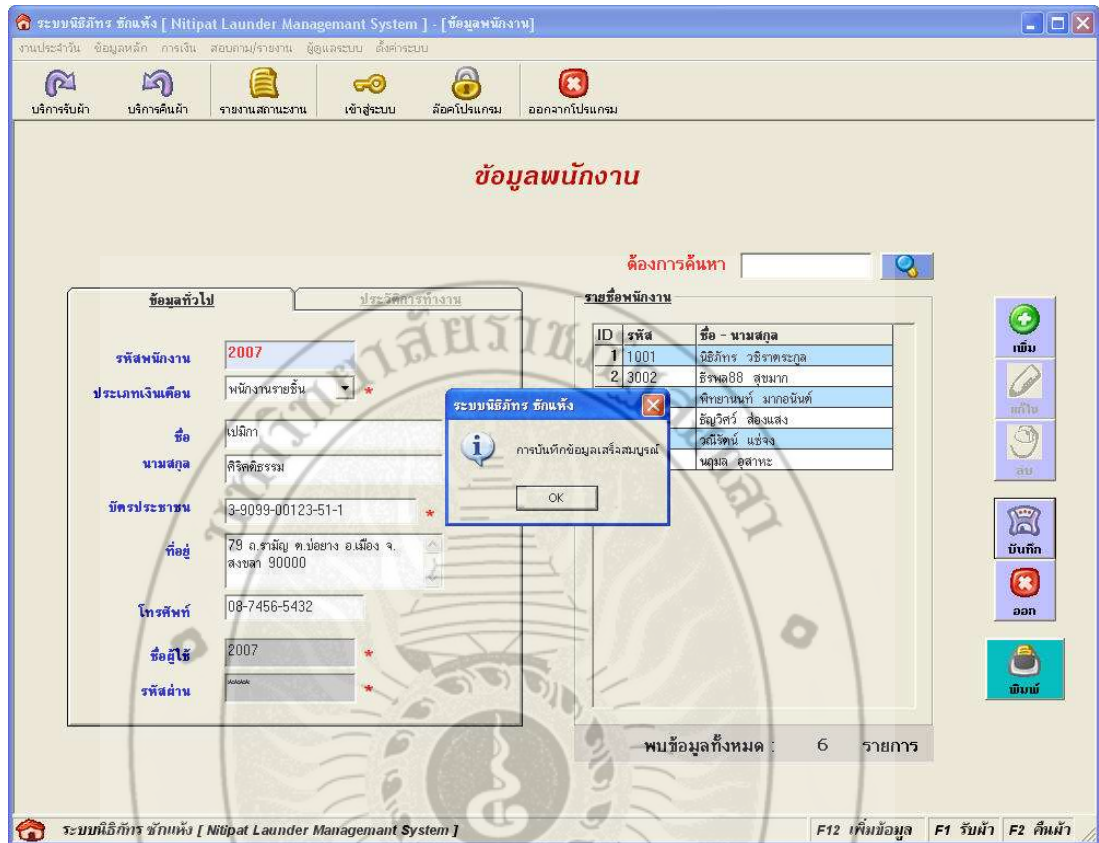 ระบบนิธิภัทร ซักแห้ง [ Nitipat Launder Managemant System ] - [ข้อมูลพนักงาน]
งานประสำวัน ข้อมูลหลัก การเงิน สอบถาม/รายงาน ผู้ดูแลระบบ ตั้งค่าระบบ
บริการรับผ้า บริการคืนผ้า รายงานสถานะงาน เข้าสู่ระบบ ล๊อคโปรแกรม ออกจากโปรแกรม
ข้อมูลพนักงาน
ต้องการค้นหา
ข้อมูลทั่วไป ประวัติการทำงาน
รายชื่อพนักงาน
ID รหัส ชื่อ - นามสกุล
1 1001 นิธิภัทร วชิราตระกูล
2 3002 ธิรพล88 สุขมาก
พิทยานนท์ มากอนันต์
ธัญวิศว์ ส่องแสง
วณิรัตน์ แซ่จง
นฤมล อุสาหะ
รหัสพนักงาน 2007
ประเภทเงินเดือน พนักงานรายชิ้น *
ชื่อ เปมิกา
นามสกุล ศิริคติธรรม
บัตรประชาชน 3-9099-00123-51-1 *
ที่อยู่ 79 ถ.รามัญ ต.บ่อยาง อ.เมือง จ.
สงขลา 90000
โทรศัพท์ 08-7456-5432
ชื่อผู้ใช้ 2007 *
รหัสผ่าน **** *
ระบบนิธิภัทร ซักแห้ง
การบันทึกข้อมูลเสร็จสมบูรณ์
OK
เพิ่ม
แก้ไข
ลบ
บันทึก
ออก
พิมพ์
พบข้อมูลทั้งหมด : 6 รายการ
ระบบนิธิภัทร ซักแห้ง [ Nitipat Launder Managemant System ]
F12 เพิ่มข้อมูล F1 รับผ้า F2 คืนผ้า